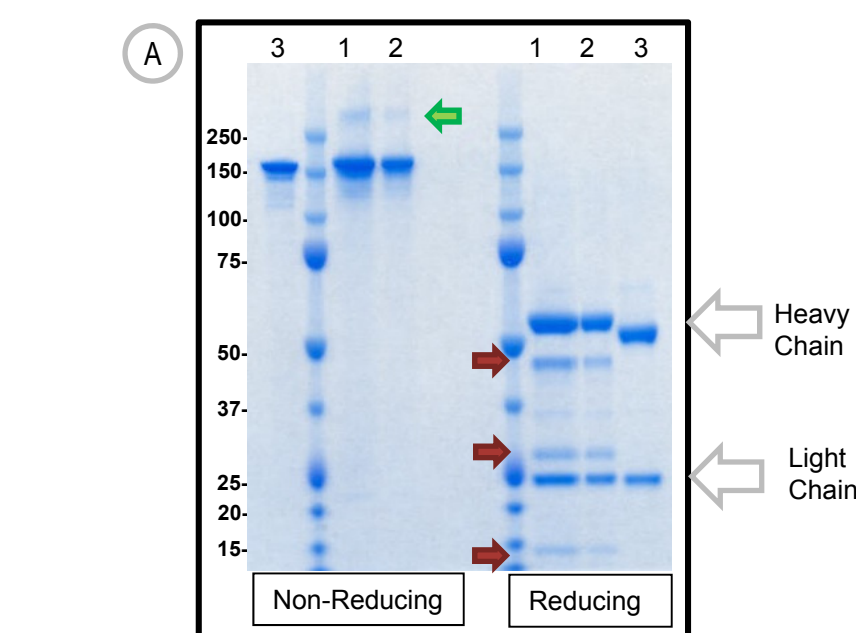 A
3 1 2 1 2 3
250-
150-
100-
75-
50-
37-
25-
20-
15-
Heavy
Chain
Light
Chain
Non-Reducing
Reducing